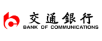 交通銀行
BANK OF COMMUNICATIONS